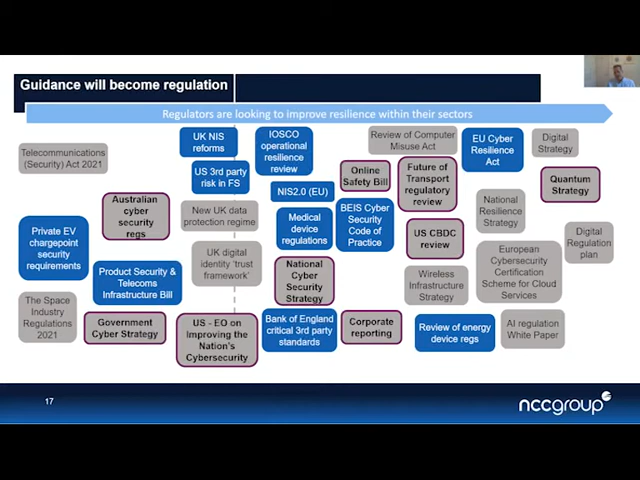 Guidance will become regulation
Regulators are looking to improve resilience within their sectors
Telecommunications
(Security) Act 2021
UK NIS
reforms
IOSCO
operational
resilience
review
Review of Computer
Misuse Act
EU Cyber
Resilience
Act
Digital
Strategy
US 3rd party
risk in FS
Online
Safety Bill
Future of
Transport
regulatory
review
Quantum
Strategy
Australian
cyber
security
regs
NIS2.0 (EU)
New UK data
protection regime
Medical
device
regulations
BEIS Cyber
Security
Code of
Practice
National
Resilience
Strategy
Private EV
chargepoint
security
requirements
US CBDC
review
Digital
Regulation
plan
UK digital
identity 'trust
framework'
European
Cybersecurity
Certification
Scheme for Cloud
Services
Product Security &
Telecoms
Infrastructure Bill
National
Cyber
Security
Strategy
Wireless
Infrastructure
Strategy
The Space
Industry
Regulations
2021
Government
Cyber Strategy
US - EO on
Improving the
Nation's
Cybersecurity
Bank of England
critical 3rd party
standards
Corporate
reporting
Review of energy
device regs
AI regulation
White Paper
17
nccgroup